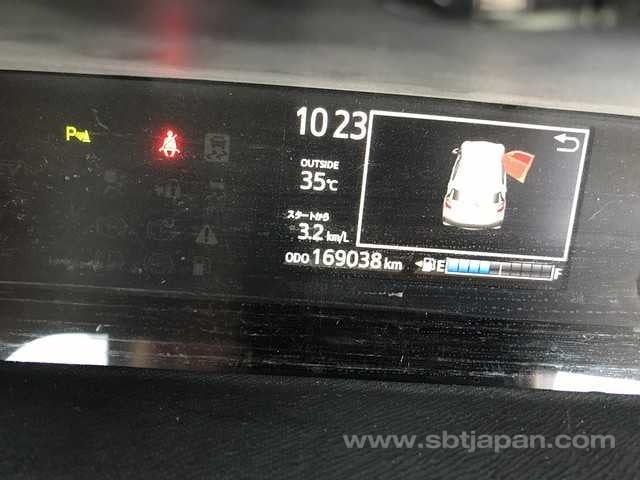 10 23
P
OUTSIDE
35℃
スタートから
3.2 km/L
ODO 169038 km
E F
www.sbtjapan.com